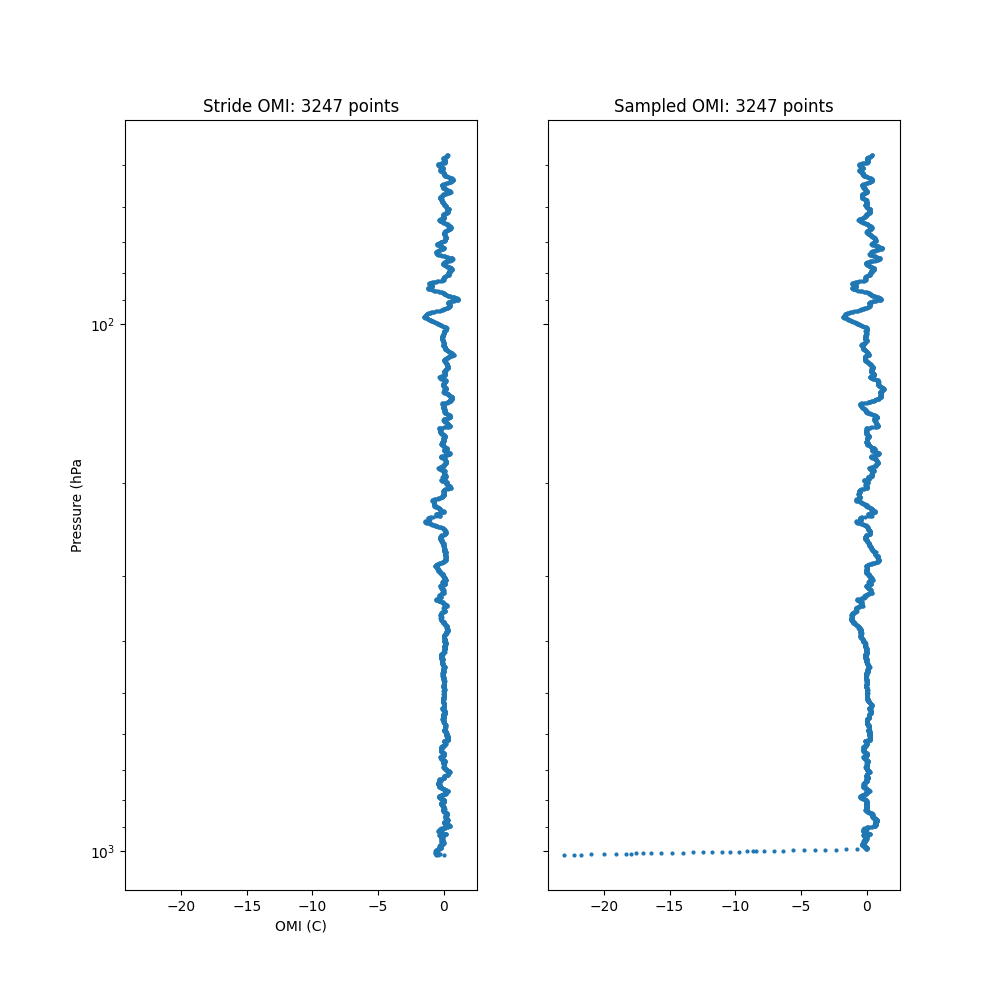 Stride OMI: 3247 points
Sampled OMI: 3247 points
Pressure (hPa
10²
10³
−20 −15 −10 −5 0
−20 −15 −10 −5 0
OMI (C)